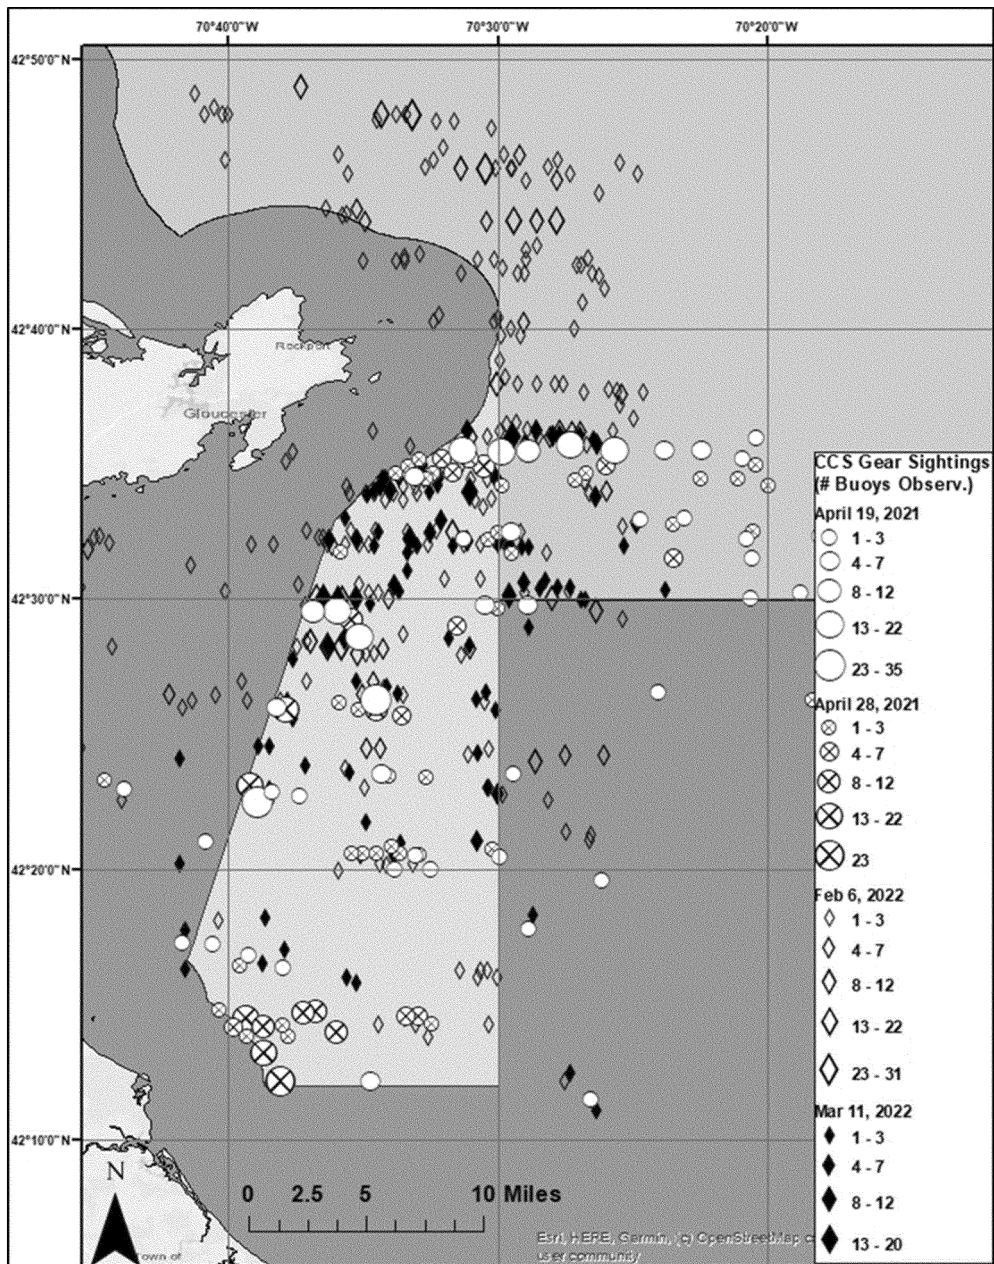 70°40'0"W 70°30'0"W 70°20'0"W
42°50'0"N
42°40'0"N
Rockport
Gloucester
CCS Gear Sightings
(# Buoys Observ.)
April 19, 2021
1 - 3
4 - 7
8 - 12
13 - 22
23 - 35
42°30'0"N
April 28, 2021
1 - 3
4 - 7
8 - 12
13 - 22
23
42°20'0"N
Feb 6, 2022
1 - 3
4 - 7
8 - 12
13 - 22
23 - 31
Mar 11, 2022
1 - 3
4 - 7
8 - 12
13 - 20
42°10'0"N
N
0 2.5 5 10 Miles
Town of
Esri, HERE, Garmin, (c) OpenStreetMap
user community